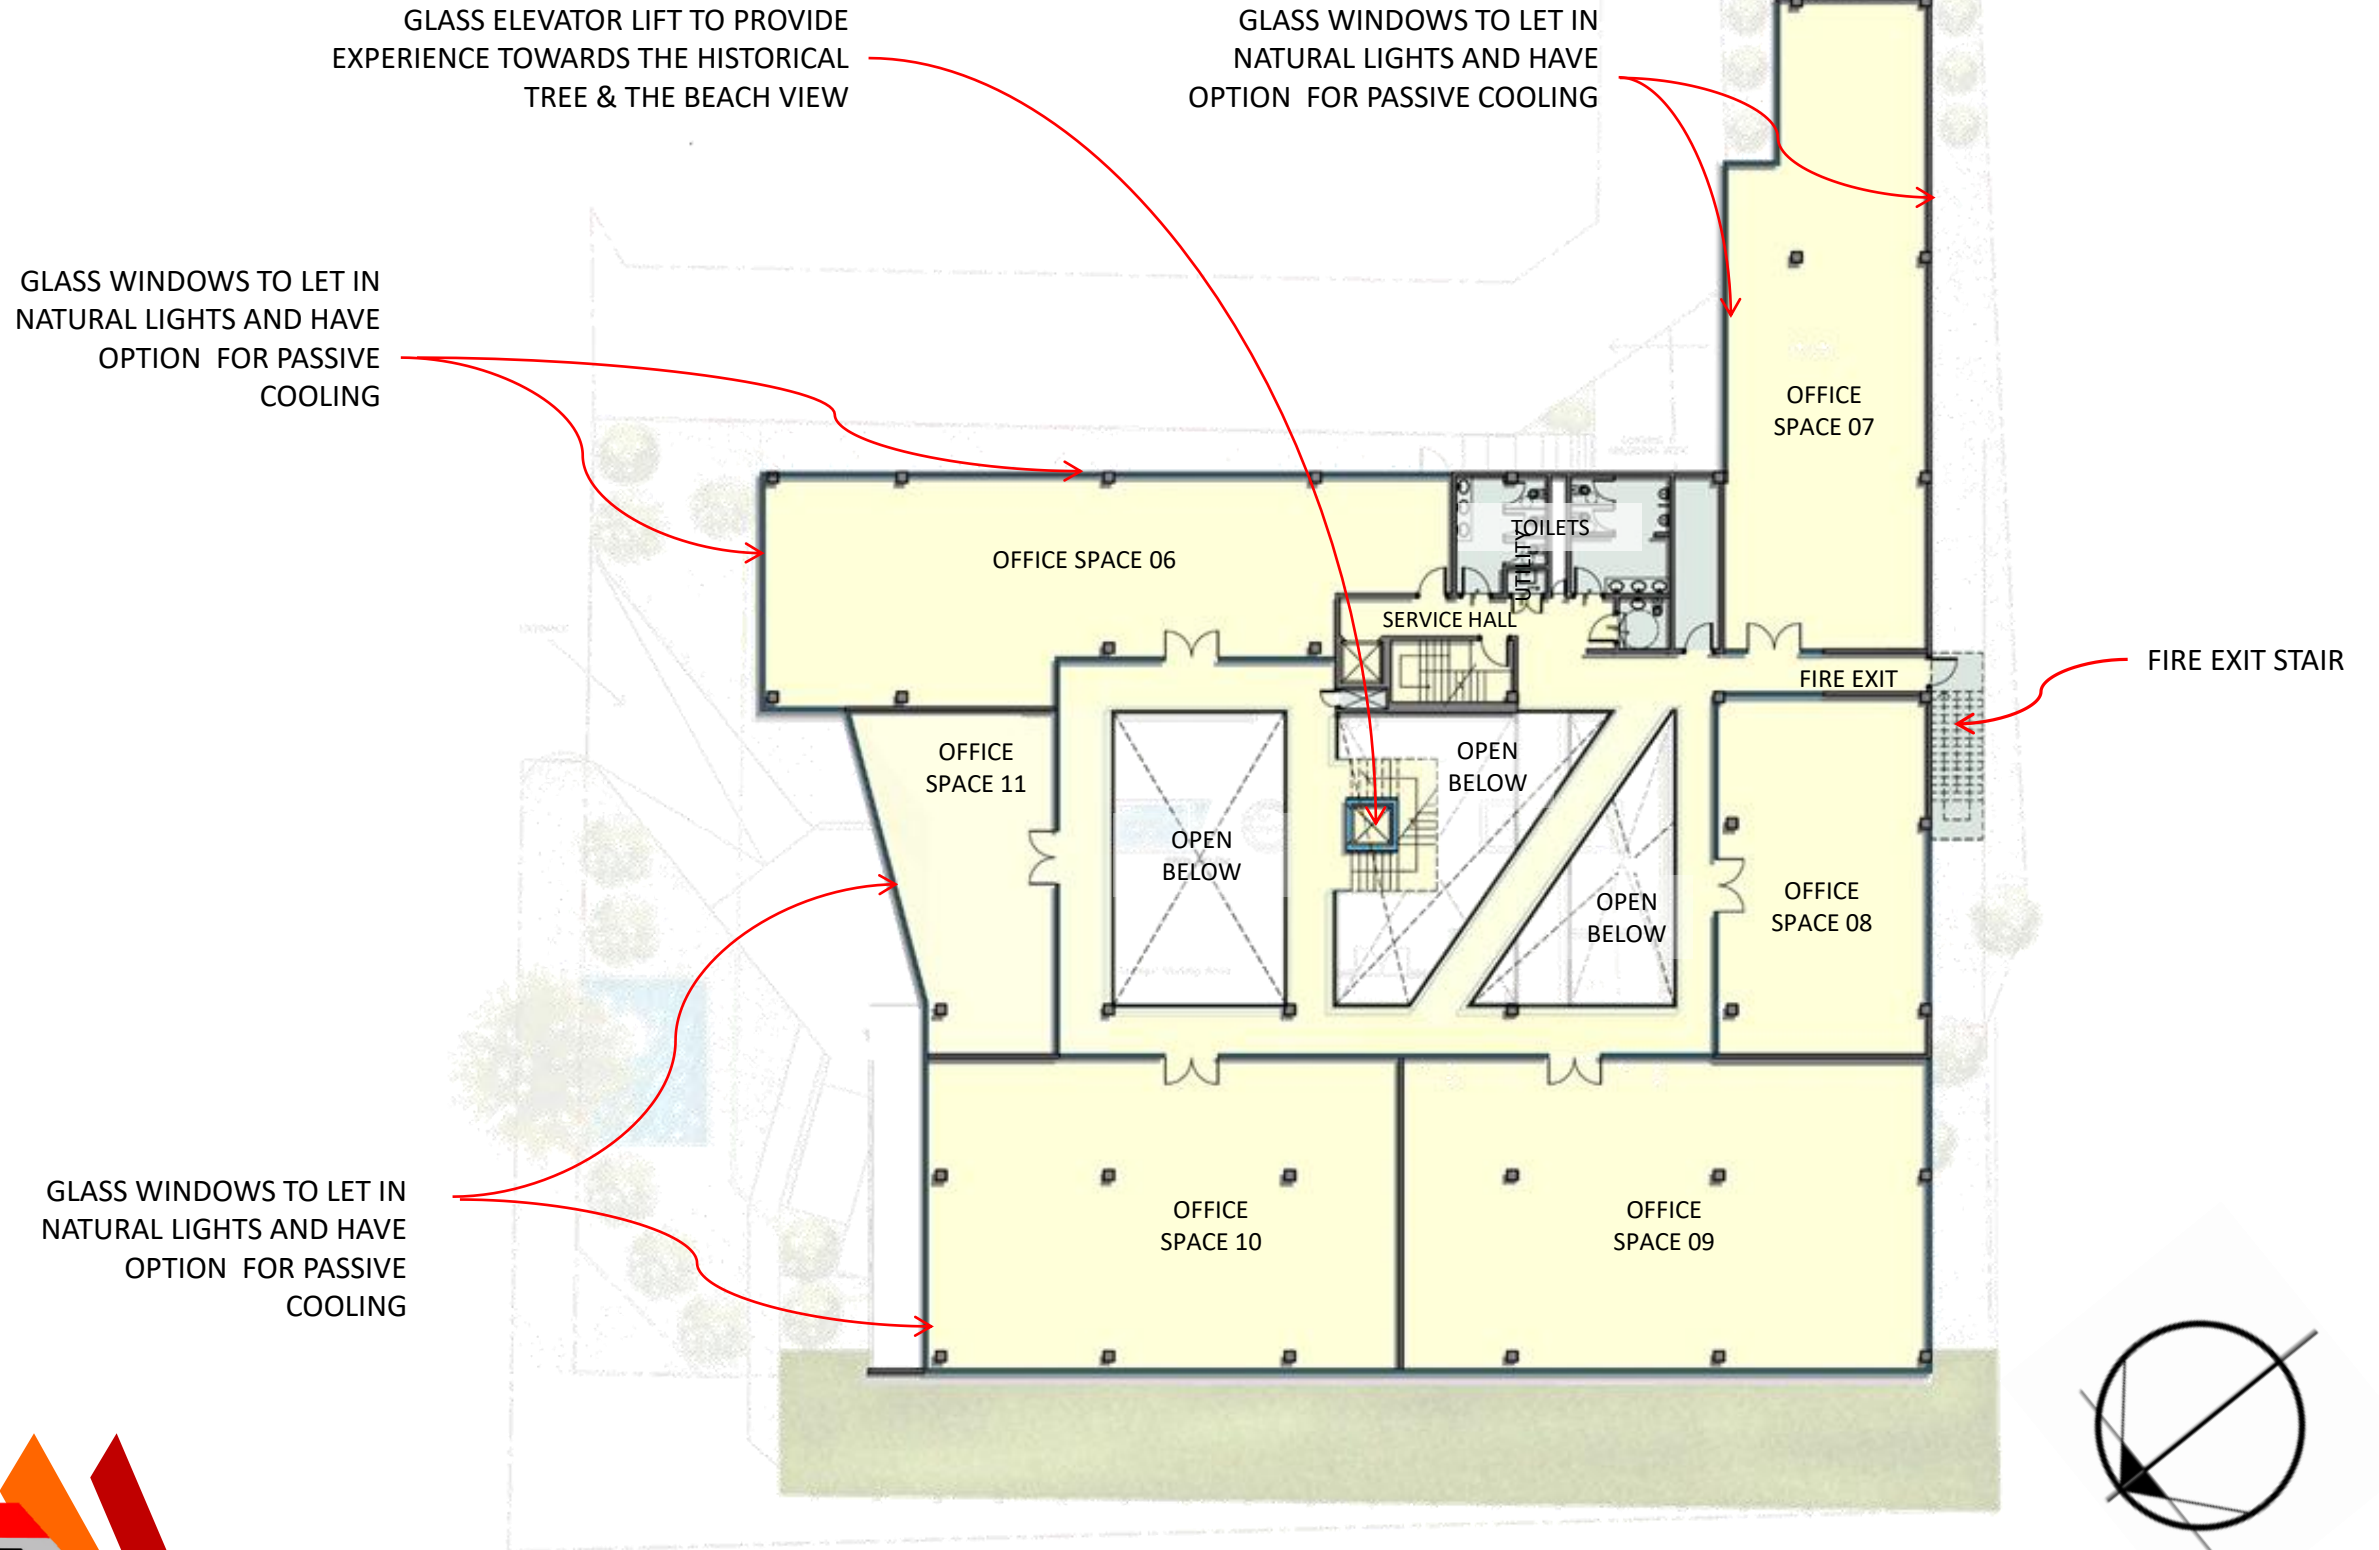 GLASS ELEVATOR LIFT TO PROVIDE
EXPERIENCE TOWARDS THE HISTORICAL
TREE & THE BEACH VIEW
GLASS WINDOWS TO LET IN
NATURAL LIGHTS AND HAVE
OPTION FOR PASSIVE COOLING
GLASS WINDOWS TO LET IN
NATURAL LIGHTS AND HAVE
OPTION FOR PASSIVE
COOLING
OFFICE
SPACE 07
TOILETS
UTILITY
OFFICE SPACE 06
SERVICE HALL
FIRE EXIT
FIRE EXIT STAIR
OFFICE
SPACE 11
OPEN
BELOW
OPEN
BELOW
OPEN
BELOW
OFFICE
SPACE 08
GLASS WINDOWS TO LET IN
NATURAL LIGHTS AND HAVE
OPTION FOR PASSIVE
COOLING
OFFICE
SPACE 10
OFFICE
SPACE 09